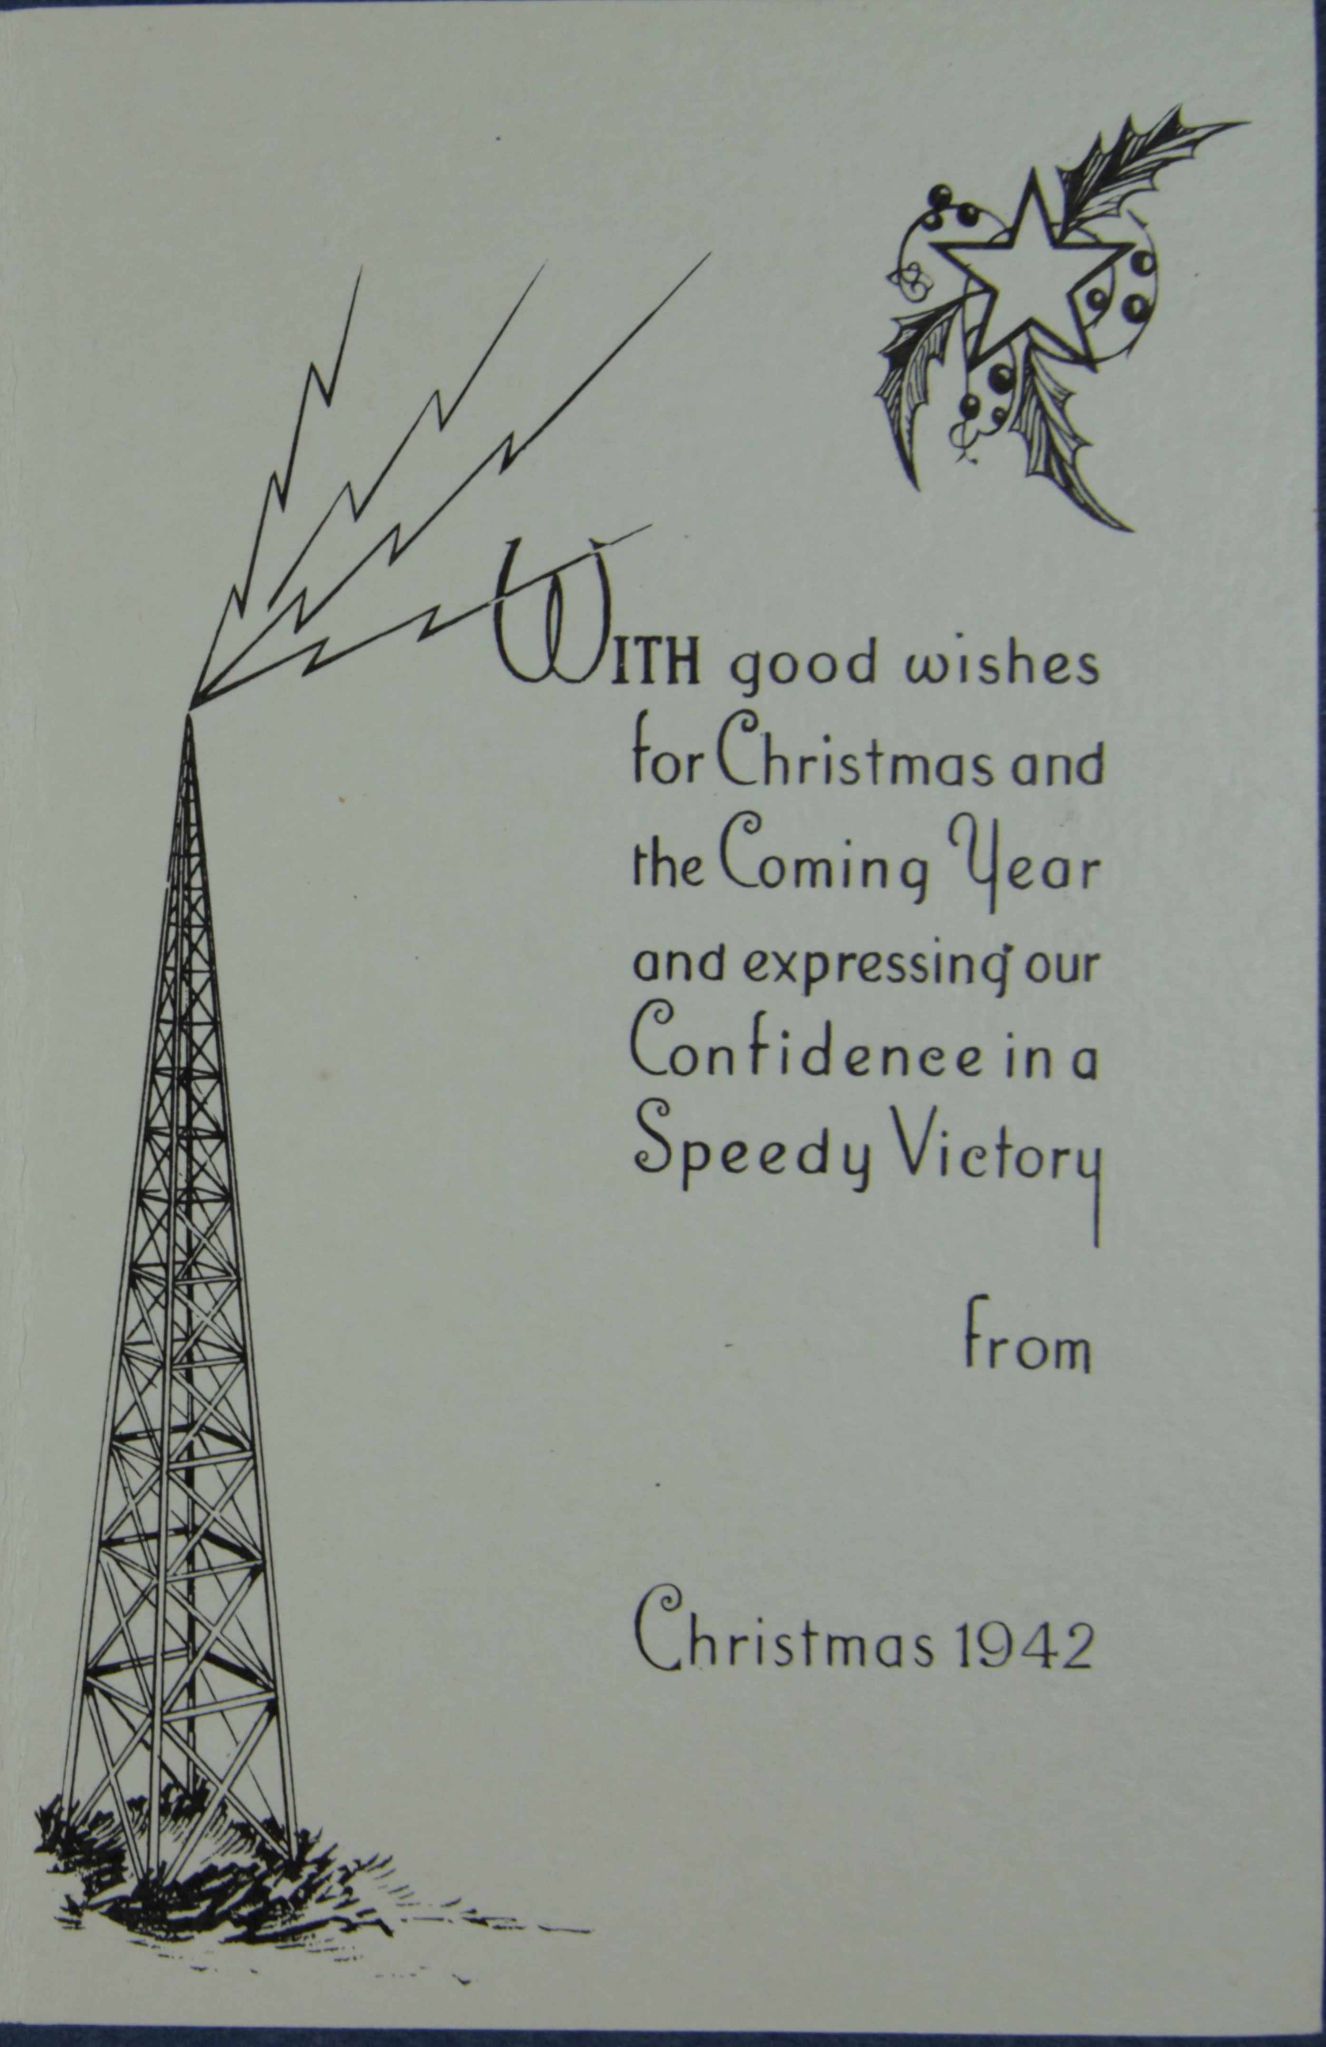 WITH good wishes
for Christmas and
the Coming Year
and expressing our
Confidence in a
Speedy Victory
from
Christmas 1942